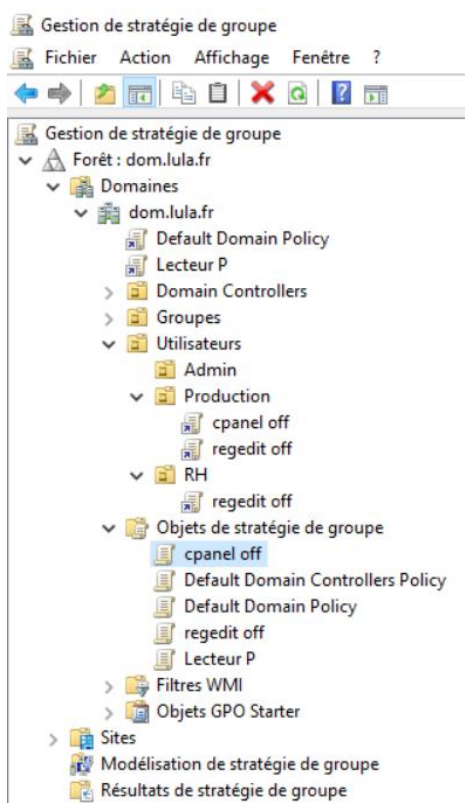 Gestion de stratégie de groupe
Fichier Action Affichage Fenêtre ?
Gestion de stratégie de groupe
Forêt : dom.lula.fr
Domaines
dom.lula.fr
Default Domain Policy
Lecteur P
Domain Controllers
Groupes
Utilisateurs
Admin
Production
cpanel off
regedit off
RH
regedit off
Objets de stratégie de groupe
cpanel off
Default Domain Controllers Policy
Default Domain Policy
regedit off
Lecteur P
Filtres WMI
Objets GPO Starter
Sites
Modélisation de stratégie de groupe
Résultats de stratégie de groupe